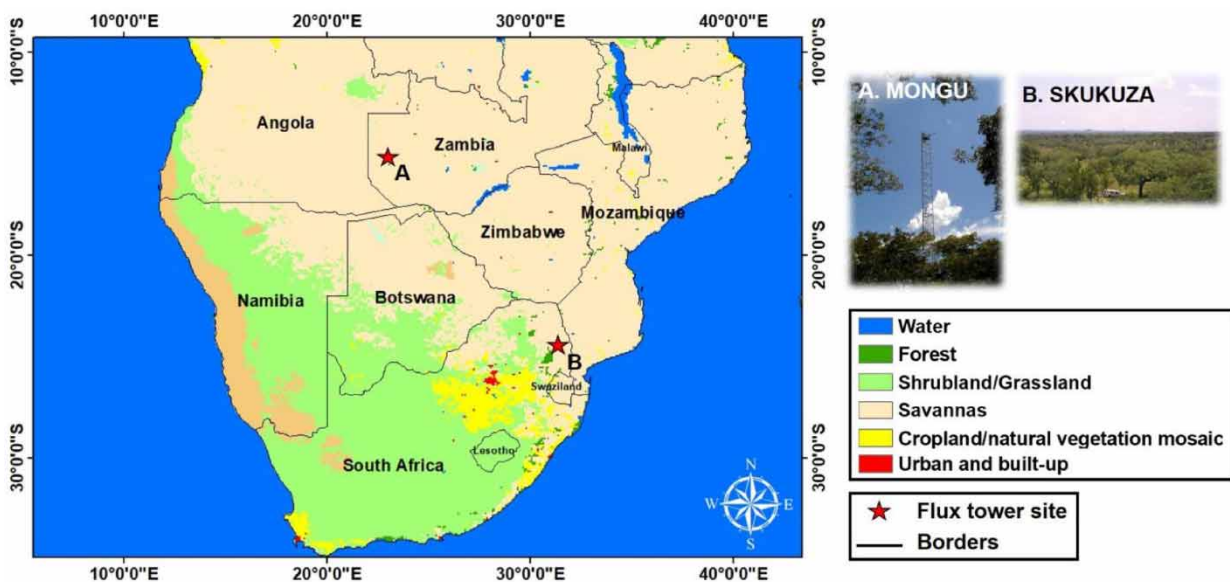 10°0'0"E 20°0'0"E 30°0'0"E 40°0'0"E
10°0'0"S
20°0'0"S
30°0'0"S
10°0'0"S
20°0'0"S
30°0'0"S
Angola
Zambia
A
Malawi
Mozambique
Zimbabwe
Namibia
Botswana
B
Swaziland
Lesotho
South Africa
N
W E
S
10°0'0"E 20°0'0"E 30°0'0"E 40°0'0"E
A. MONGU
B. SKUKUZA
Water
Forest
Shrubland/Grassland
Savannas
Cropland/natural vegetation mosaic
Urban and built-up
Flux tower site
Borders